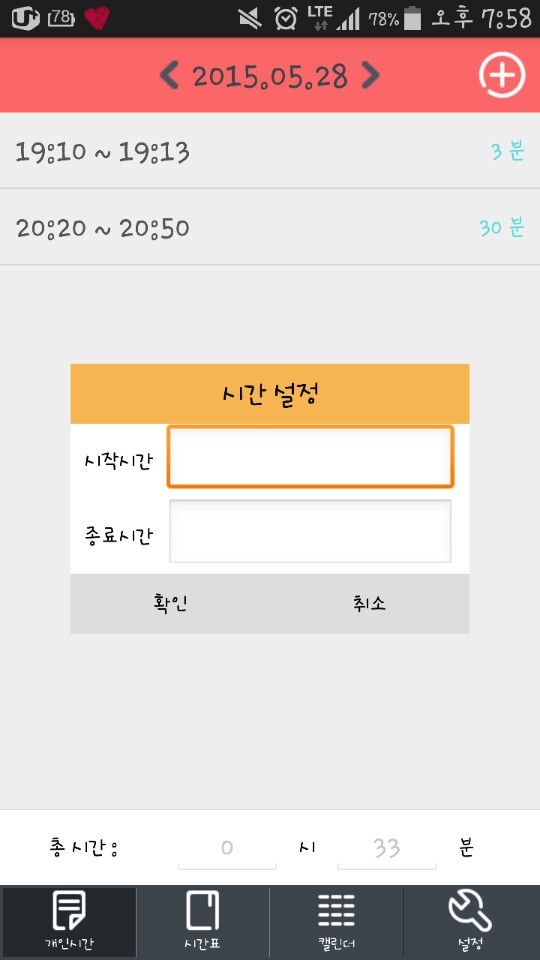 78 LTE 78% 오후 7:58
2015.05.28
19:10 ~ 19:13 3 분
20:20 ~ 20:50 30 분
시간 설정
시작시간
종료시간
확인 취소
총 시간 : 0 시 33 분
개인시간 시간표 캘린더 설정